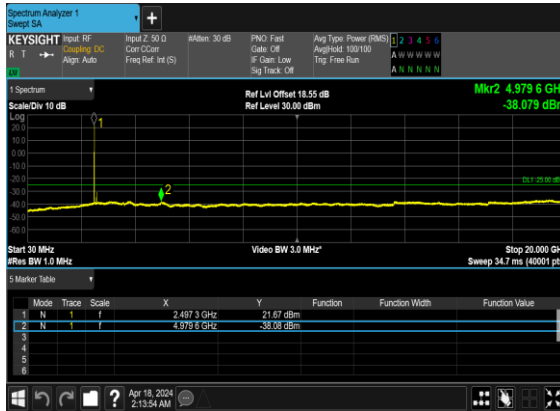 Spectrum Analyzer 1
Swept SA
+
KEYSIGHT Input: RF Input Z: 50 Ω #Atten: 30 dB PNO: Fast Avg Type: Power (RMS) 1 2 3 4 5 6
R T Coupling: DC Corr CCorr Gate: Off Avg|Hold: 100/100 A W W W W W
Align: Auto Freq Ref: Int (S) IF Gain: Low Trig: Free Run
Sig Track: Off A N N N N N
1 Spectrum Ref Lvl Offset 18.55 dB Mkr2 4.979 6 GH
Scale/Div 10 dB Ref Level 30.00 dBm -38.079 dB
Log
1
20.0
10.0
0.00
-10.0
-20.0
DL1 -25.00 dB
-30.0
2
-40.0
-50.0
-60.0
Start 30 MHz Video BW 3.0 MHz* Stop 20.000 GH
#Res BW 1.0 MHz Sweep 34.7 ms (40001 pt
5 Marker Table
Mode Trace Scale X Y Function Function Width Function Value
1 N 1 f 2.497 3 GHz 21.67 dBm
2 N 1 f 4.979 6 GHz -38.08 dBm
3
4
5
6
? Apr 18, 2024
2:13:54 AM